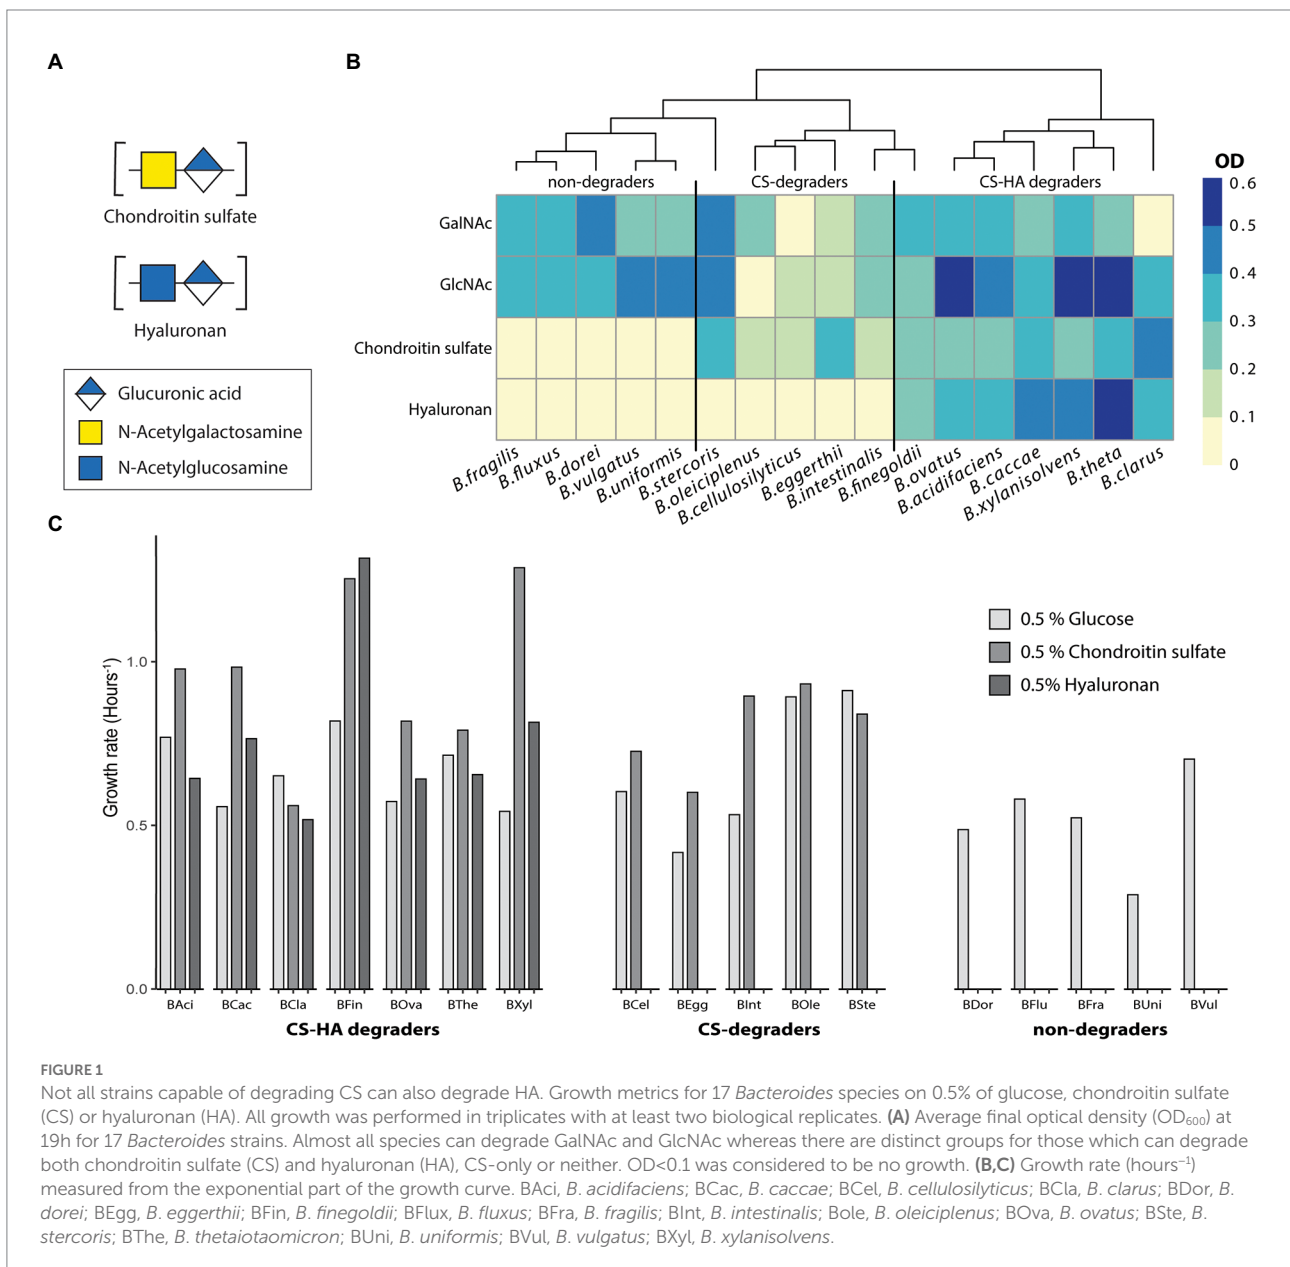 A
Chondroitin sulfate
Hyaluronan
Glucuronic acid
N-Acetylgalactosamine
N-Acetylglucosamine
B
non-degraders CS-degraders CS-HA degraders
GalNAc
GlcNAc
Chondroitin sulfate
Hyaluronan
B.fragilis B.fluxus B.dorei B.vulgatus B.uniformis B.stercoris B.oleiciplenus B.cellulosilyticus B.eggerthii B.intestinalis B.finegoldii B.ovatus B.acidifaciens B.caccae B.xylanisolvens B.theta B.clarus
OD
0.6
0.5
0.4
0.3
0.2
0.1
0
C
Growth rate (Hours⁻¹)
1.0
0.5
0.0
0.5 % Glucose
0.5 % Chondroitin sulfate
0.5% Hyaluronan
BAci BCac BCla BFin BOva BThe BXyl BCel BEgg BInt BOle BSte BDor BFlu BFra BUni BVul
CS-HA degraders CS-degraders non-degraders
FIGURE 1
Not all strains capable of degrading CS can also degrade HA. Growth metrics for 17 Bacteroides species on 0.5% of glucose, chondroitin sulfate
(CS) or hyaluronan (HA). All growth was performed in triplicates with at least two biological replicates. (A) Average final optical density (OD₆₀₀) at
19h for 17 Bacteroides strains. Almost all species can degrade GalNAc and GlcNAc whereas there are distinct groups for those which can degrade
both chondroitin sulfate (CS) and hyaluronan (HA), CS-only or neither. OD<0.1 was considered to be no growth. (B,C) Growth rate (hours⁻¹)
measured from the exponential part of the growth curve. BAci, B. acidifaciens; BCac, B. caccae; BCel, B. cellulosilyticus; BCla, B. clarus; BDor, B.
dorei; BEgg, B. eggerthii; BFin, B. finegoldii; BFlux, B. fluxus; BFra, B. fragilis; BInt, B. intestinalis; Bole, B. oleiciplenus; BOva, B. ovatus; BSte, B.
stercoris; BThe, B. thetaiotaomicron; BUni, B. uniformis; BVul, B. vulgatus; BXyl, B. xylanisolvens.